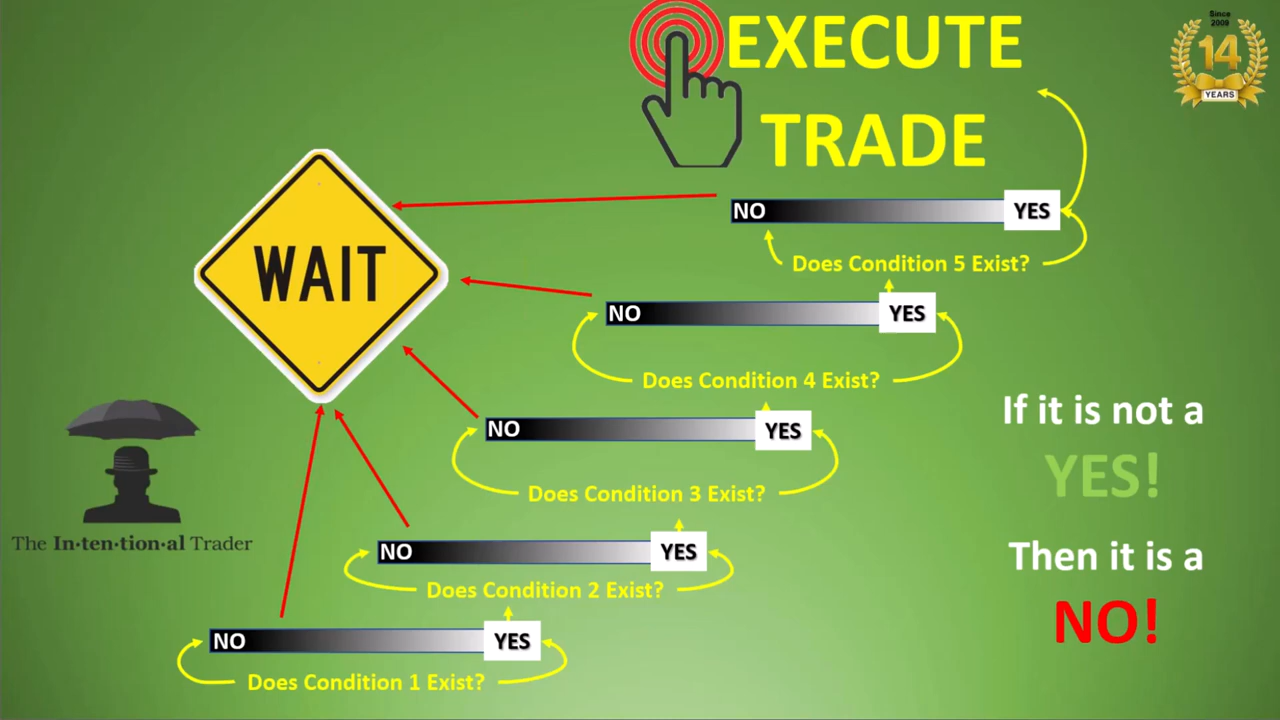 EXECUTE
TRADE
Since
2009
14
YEARS
WAIT
NO
YES
Does Condition 5 Exist?
NO
YES
Does Condition 4 Exist?
NO
YES
Does Condition 3 Exist?
NO
YES
Does Condition 2 Exist?
NO
YES
Does Condition 1 Exist?
If it is not a
YES!
Then it is a
NO!
The In·ten·tion·al Trader